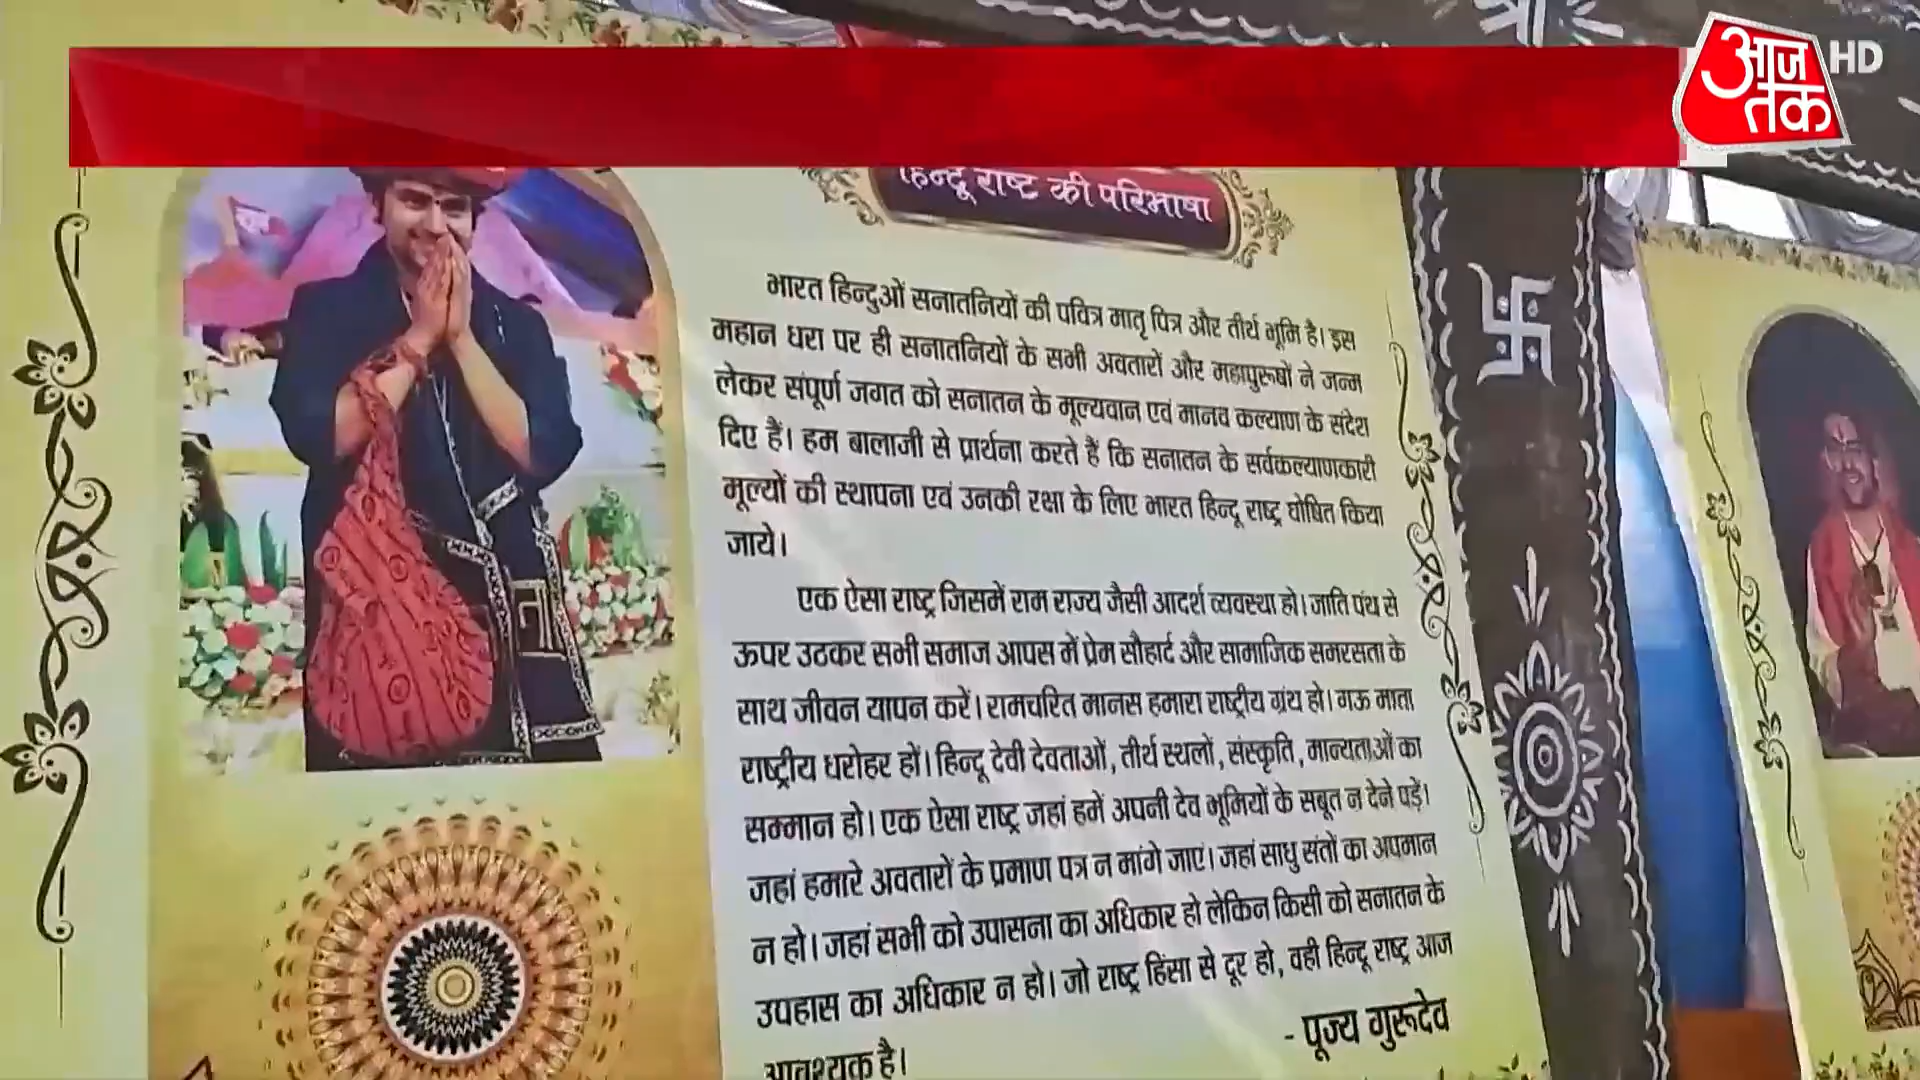 आज
तक
HD
हिन्दू राष्ट की परिभाषा
भारत हिन्दुओं सनातनियों की पवित्र मातृ पित्र और तीर्थ भूमि है। इस
महान धरा पर ही सनातनियों के सभी अवतारों और महापुरूषों ने जन्म
लेकर संपूर्ण जगत को सनातन के मूल्यवान एवं मानव कल्याण के संदेश
दिए हैं। हम बालाजी से प्रार्थना करते हैं कि सनातन के सर्वकल्याणकारी
मूल्यों की स्थापना एवं उनकी रक्षा के लिए भारत हिन्दू राष्ट्र घोषित किया
जाये।
एक ऐसा राष्ट्र जिसमें राम राज्य जैसी आदर्श व्यवस्था हो। जाति पंथ से
ऊपर उठकर सभी समाज आपस में प्रेम सौहार्द और सामाजिक समरसता के
साथ जीवन यापन करें। रामचरित मानस हमारा राष्ट्रीय ग्रंथ हो। गऊ माता
राष्ट्रीय धरोहर हों। हिन्दू देवी देवताओं, तीर्थ स्थलों, संस्कृति, मान्यताओं का
सम्मान हो। एक ऐसा राष्ट्र जहां हमें अपनी देव भूमियों के सबूत न देने पड़ें।
जहां हमारे अवतारों के प्रमाण पत्र न मांगे जाएं। जहां साधु संतों का अपमान
न हो। जहां सभी को उपासना का अधिकार हो लेकिन किसी को सनातन के
उपहास का अधिकार न हो। जो राष्ट्र हिंसा से दूर हो, वही हिन्दू राष्ट्र आज
आवश्यक है।
- पूज्य गुरूदेव